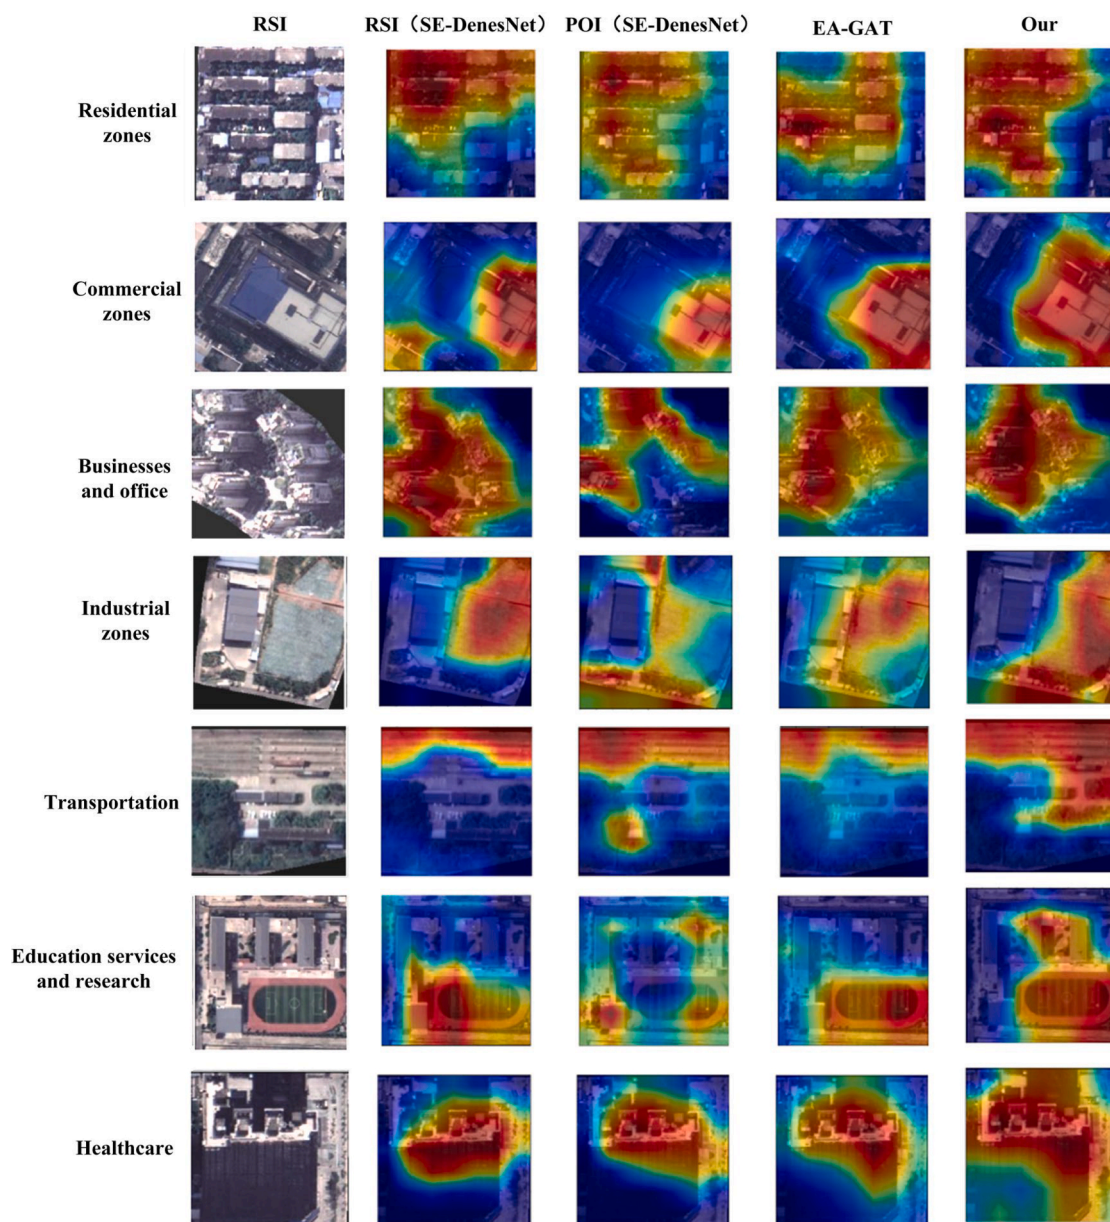 RSI RSI（SE-DenesNet） POI（SE-DenesNet） EA-GAT Our
Residential
zones
Commercial
zones
Businesses
and office
Industrial
zones
Transportation
Education services
and research
Healthcare